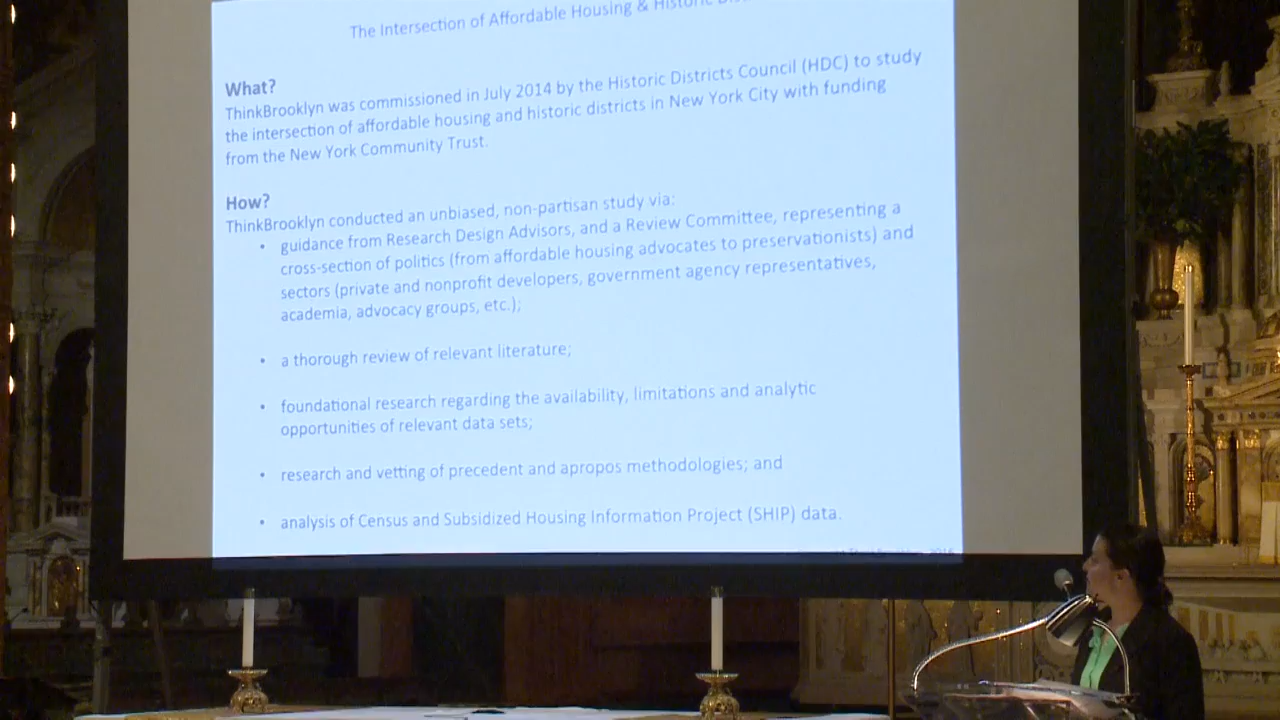 The Intersection of Affordable Housing & Historic
What?
ThinkBrooklyn was commissioned in July 2014 by the Historic Districts Council (HDC) to study
the intersection of affordable housing and historic districts in New York City with funding
from the New York Community Trust.
How?
ThinkBrooklyn conducted an unbiased, non-partisan study via:
• guidance from Research Design Advisors, and a Review Committee, representing a
cross-section of politics (from affordable housing advocates to preservationists) and
sectors (private and nonprofit developers, government agency representatives,
academia, advocacy groups, etc.);
• a thorough review of relevant literature;
• foundational research regarding the availability, limitations and analytic
opportunities of relevant data sets;
• research and vetting of precedent and apropos methodologies; and
• analysis of Census and Subsidized Housing Information Project (SHIP) data.